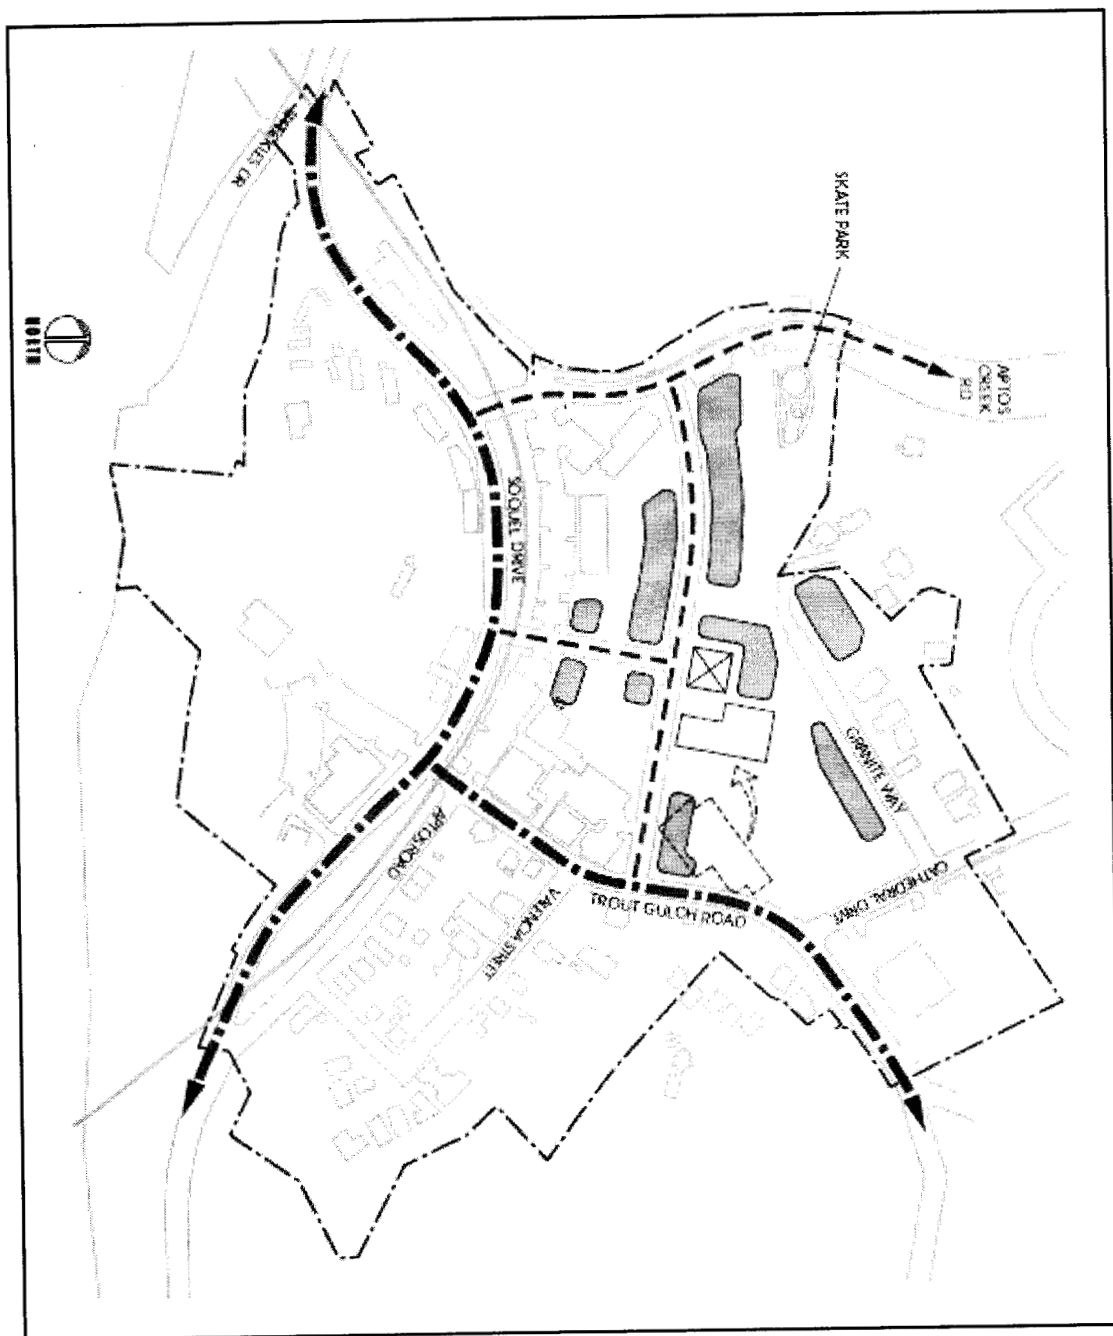 SKATE PARK
APTOS
CREEK
RD
SOQUEL DRIVE
GRANITE WAY
CATHEDRAL DRIVE
TROUT GULCH ROAD
VALENCIA STREET
APTOS ROAD
DR
NORTH